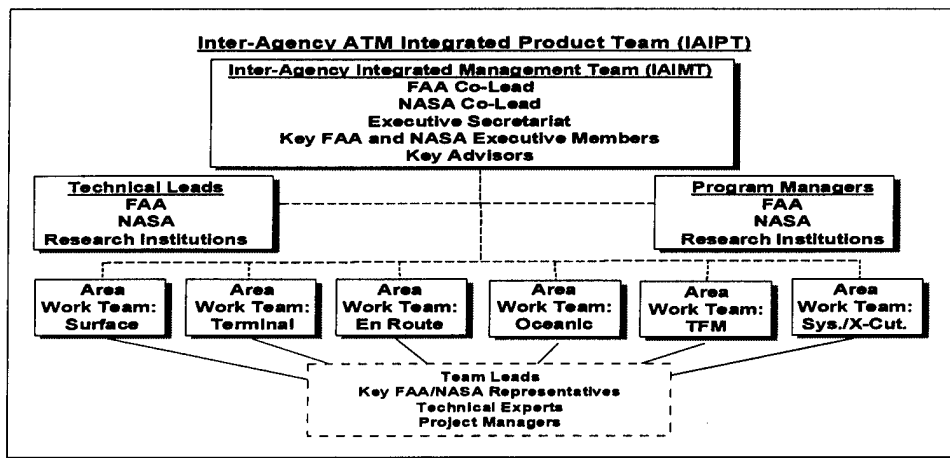 Inter-Agency ATM Integrated Product Team (IAIPT)
Inter-Agency Integrated Management Team (IAIMT)
FAA Co-Lead
NASA Co-Lead
Executive Secretariat
Key FAA and NASA Executive Members
Key Advisors
Technical Leads
FAA
NASA
Research Institutions
Program Managers
FAA
NASA
Research Institutions
Area
Work Team:
Surface
Area
Work Team:
Terminal
Area
Work Team:
En Route
Area
Work Team:
Oceanic
Area
Work Team:
TFM
Area
Work Team:
Sys./X-Cut.
Team Leads
Key FAA/NASA Representatives
Technical Experts
Project Managers